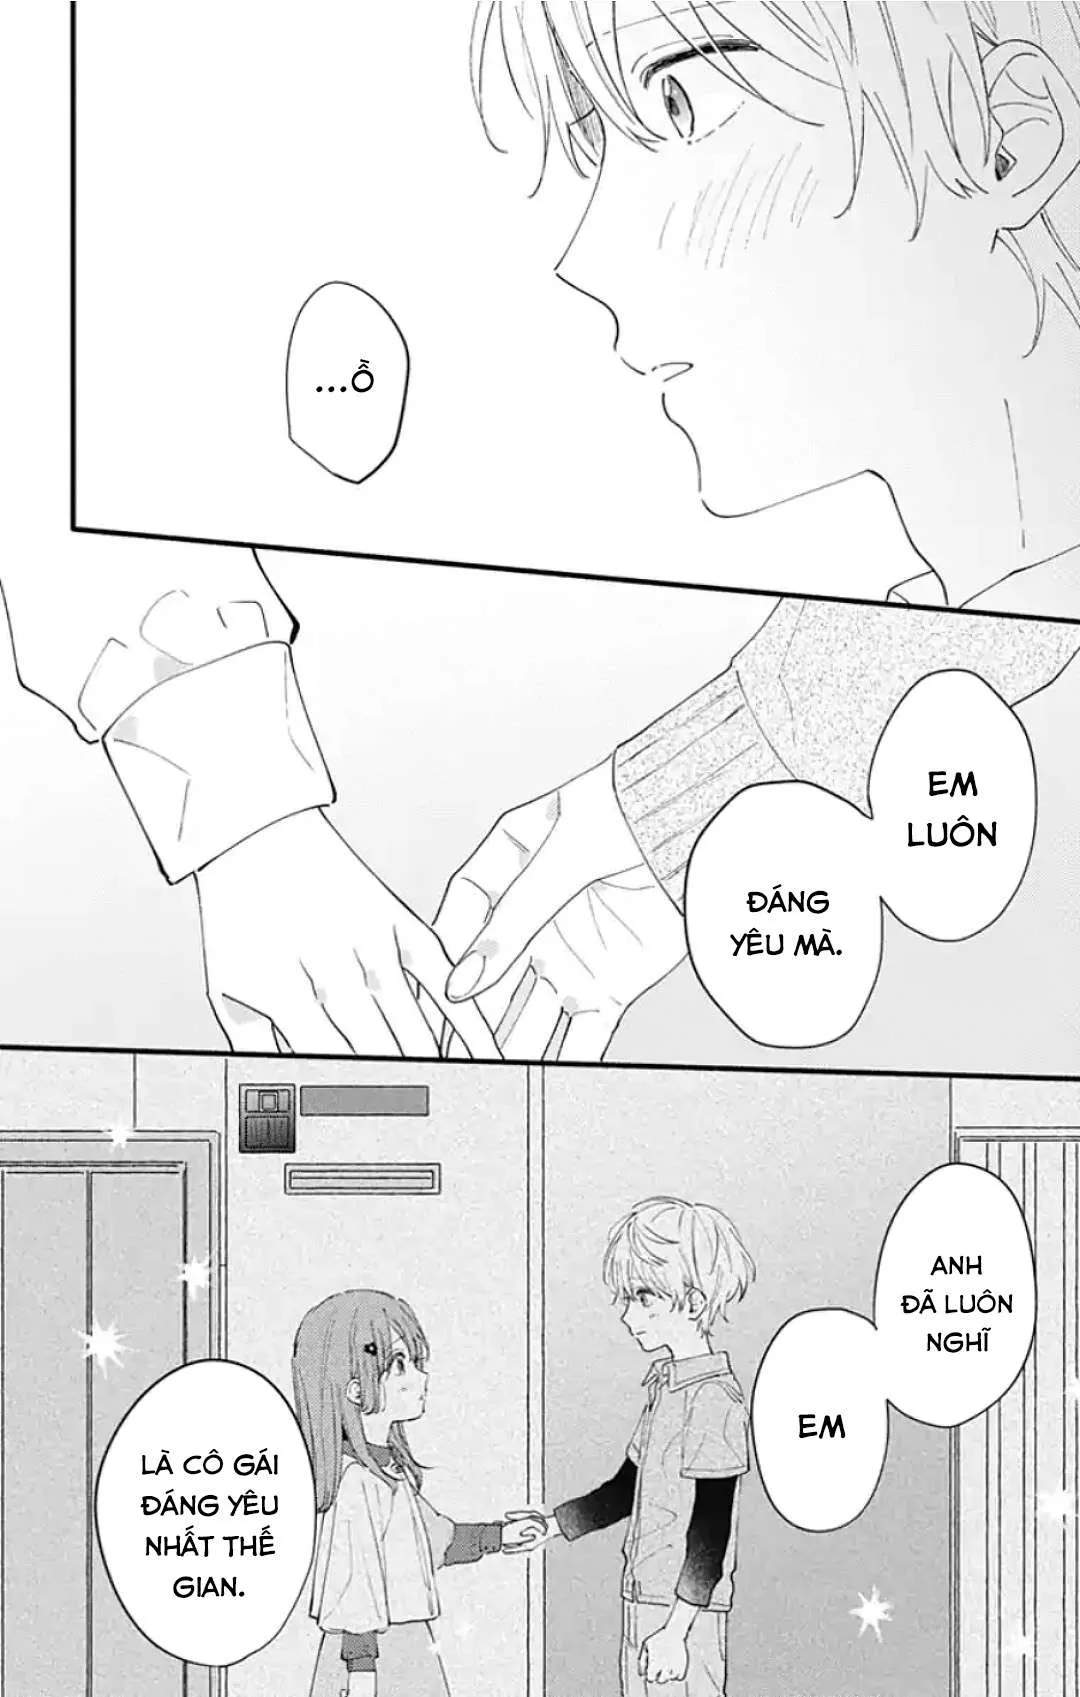 ...Ồ
EM
LUÔN
ĐÁNG
YÊU MÀ.
ANH
ĐÃ LUÔN
NGHĨ
EM
LÀ CÔ GÁI
ĐÁNG YÊU
NHẤT THẾ
GIAN.